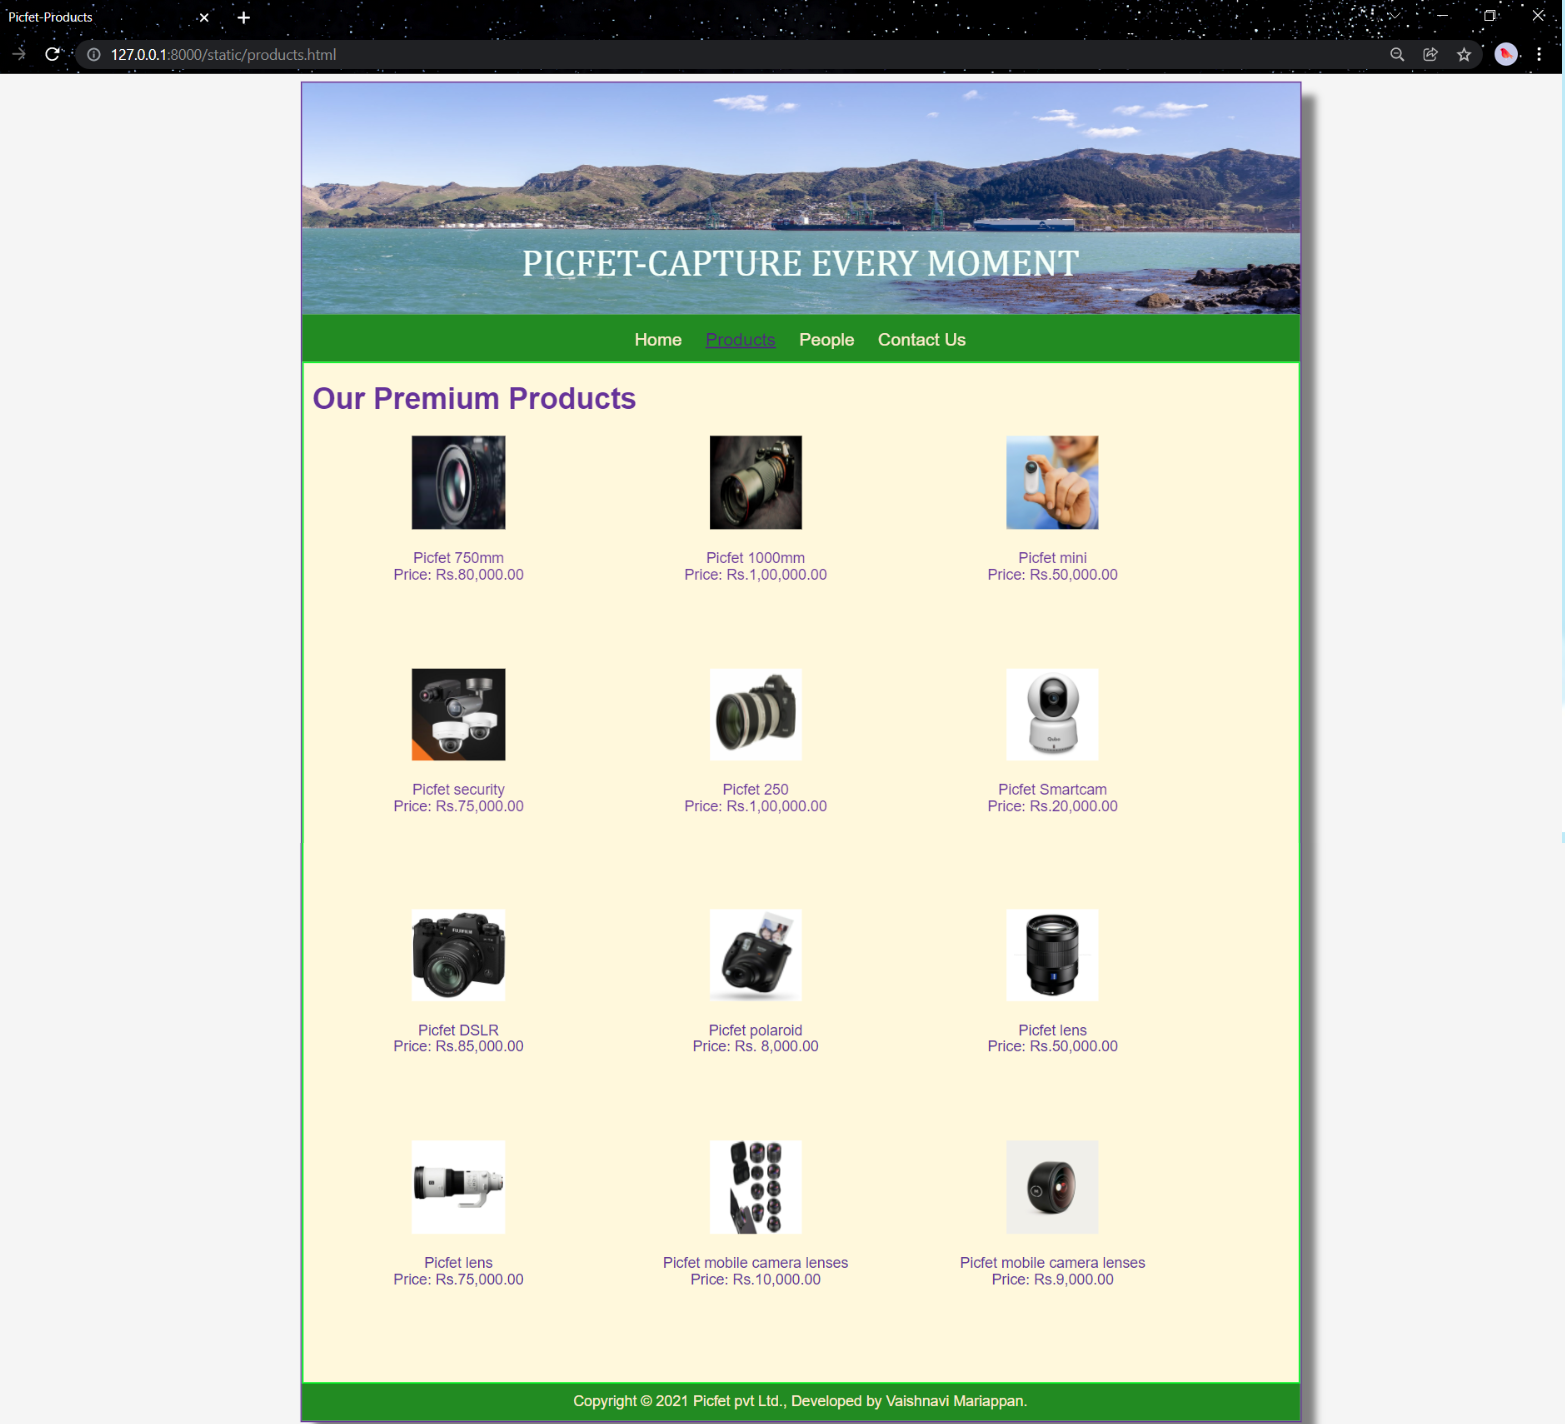 Picfet-Products
127.0.0.1:8000/static/products.html
PICFET-CAPTURE EVERY MOMENT
Home Products People Contact Us
Our Premium Products
Picfet 750mm
Price: Rs.80,000.00
Picfet 1000mm
Price: Rs.1,00,000.00
Picfet mini
Price: Rs.50,000.00
Picfet security
Price: Rs.75,000.00
Picfet 250
Price: Rs.1,00,000.00
Picfet Smartcam
Price: Rs.20,000.00
FUJIFILM
Picfet DSLR
Price: Rs.85,000.00
Picfet polaroid
Price: Rs. 8,000.00
Picfet lens
Price: Rs.50,000.00
Picfet lens
Price: Rs.75,000.00
Picfet mobile camera lenses
Price: Rs.10,000.00
Picfet mobile camera lenses
Price: Rs.9,000.00
Copyright © 2021 Picfet pvt Ltd., Developed by Vaishnavi Mariappan.